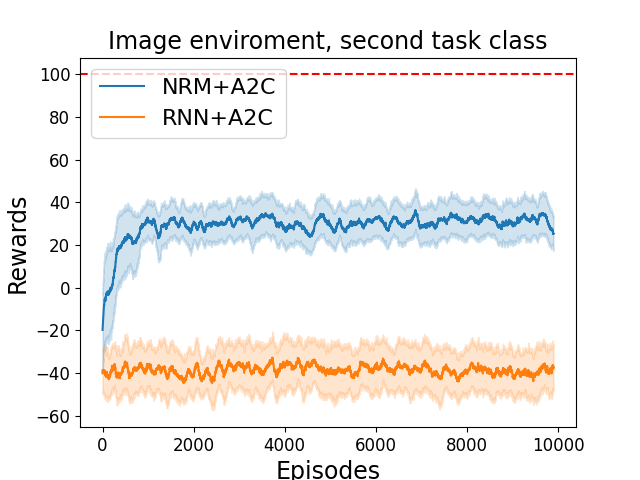 Image enviroment, second task class
NRM+A2C
RNN+A2C
Rewards
100
80
60
40
20
0
−20
−40
−60
0 2000 4000 6000 8000 10000
Episodes